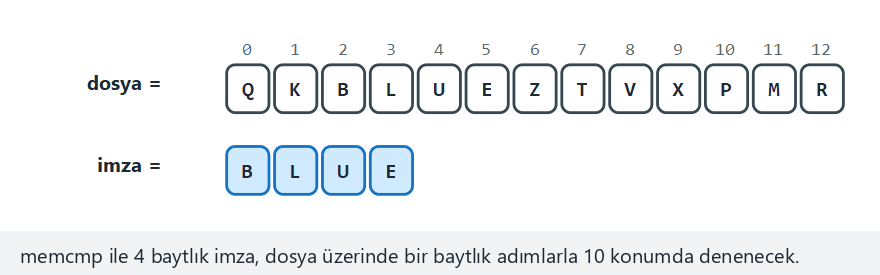 0 1 2 3 4 5 6 7 8 9 10 11 12
dosya = Q K B L U E Z T V X P M R
imza = B L U E
memcmp ile 4 baytlık imza, dosya üzerinde bir baytlık adımlarla 10 konumda denenecek.